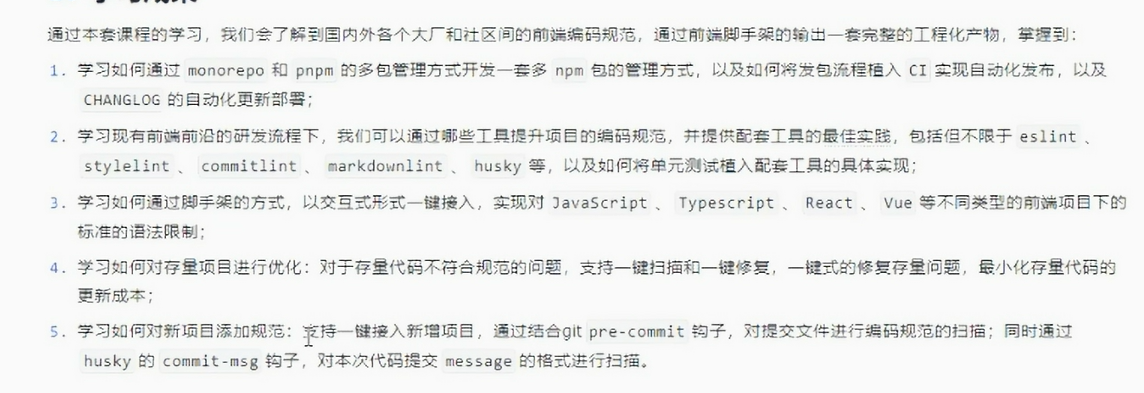 通过本套课程的学习，我们会了解到国内外各个大厂和社区间的前端编码规范，通过前端脚手架的输出一套完整的工程化产物，掌握到：
1. 学习如何通过 monorepo 和 pnpm 的多包管理方式开发一套多 npm 包的管理方式，以及如何将发包流程植入 CI 实现自动化发布，以及
CHANGLOG 的自动化更新部署；
2. 学习现有前端前沿的研发流程下，我们可以通过哪些工具提升项目的编码规范，并提供配套工具的最佳实践，包括但不限于 eslint 、
stylelint 、 commitlint 、 markdownlint 、 husky 等，以及如何将单元测试植入配套工具的具体实现；
3. 学习如何通过脚手架的方式，以交互式形式一键接入，实现对 JavaScript 、 Typescript 、 React 、 Vue 等不同类型的前端项目下的
标准的语法限制；
4. 学习如何对存量项目进行优化：对于存量代码不符合规范的问题，支持一键扫描和一键修复，一键式的修复存量问题，最小化存量代码的
更新成本；
5. 学习如何对新项目添加规范：支持一键接入新增项目，通过结合git pre-commit 钩子，对提交文件进行编码规范的扫描；同时通过
husky 的 commit-msg 钩子，对本次代码提交 message 的格式进行扫描。